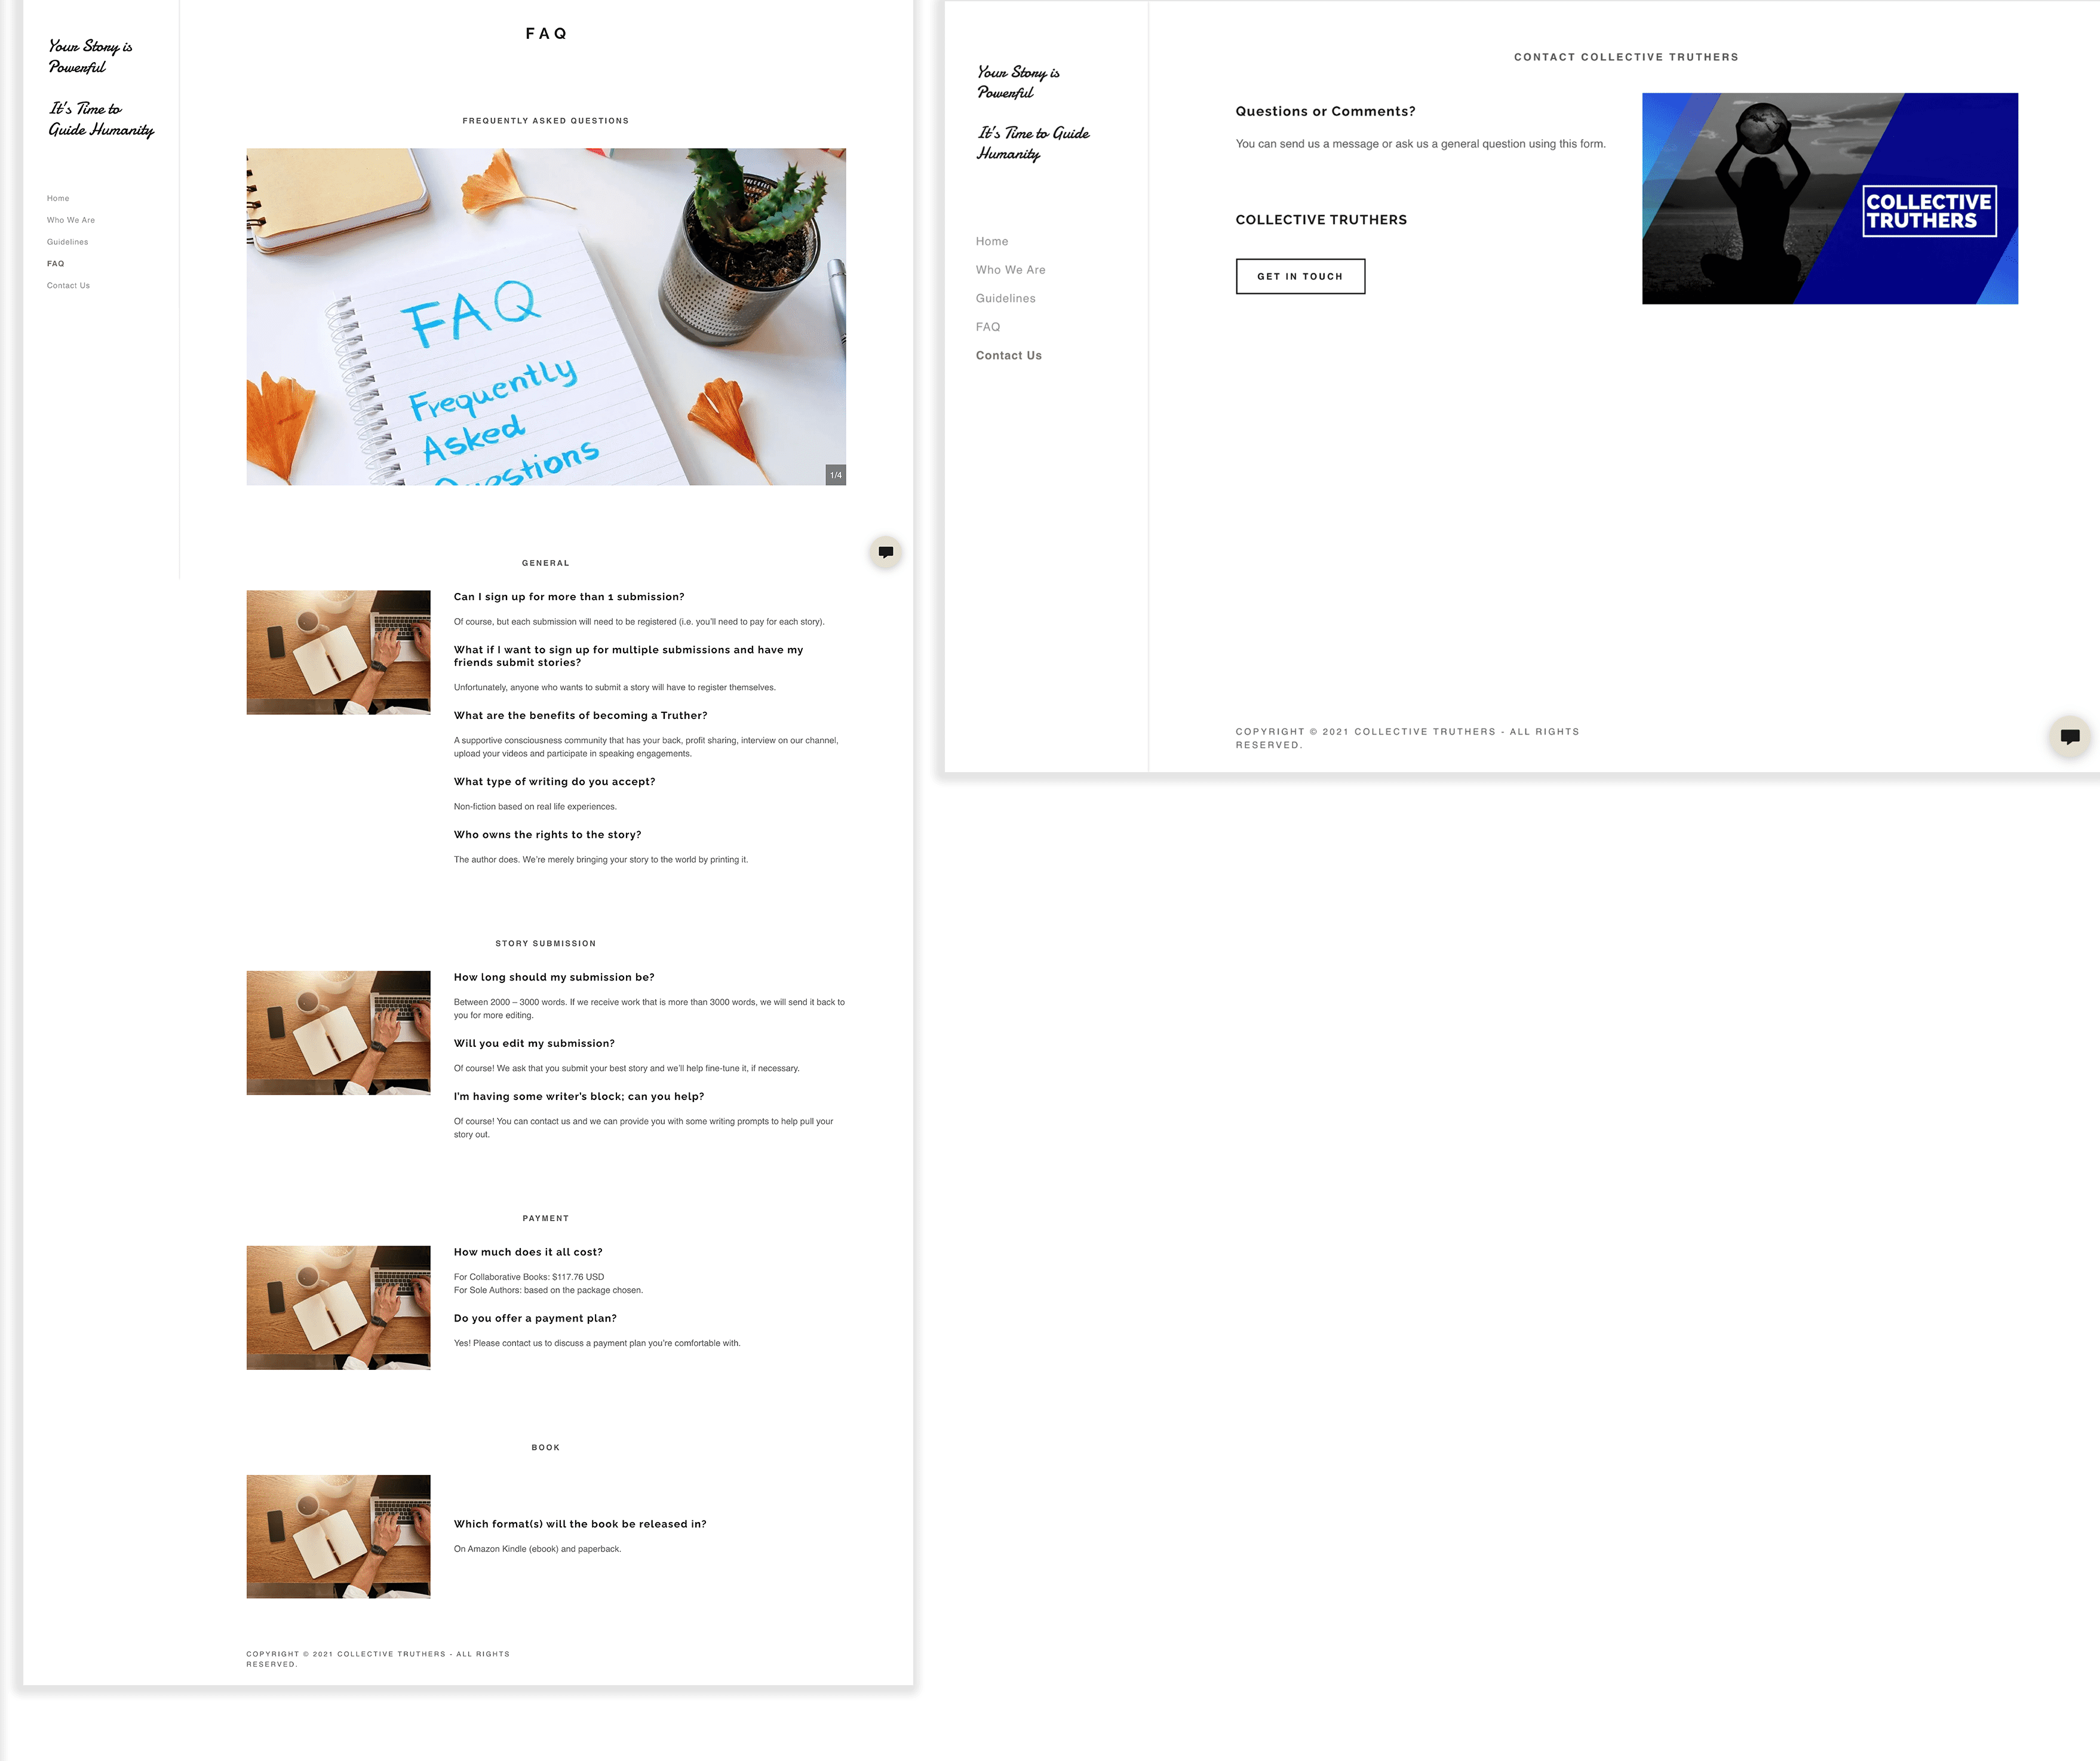 Your Story is
Powerful
It's Time to
Guide Humanity
Home
Who We Are
Guidelines
FAQ
Contact Us
FAQ
FREQUENTLY ASKED QUESTIONS
FAQ
Frequently
Asked
Questions
1/4
GENERAL
Can I sign up for more than 1 submission?
Of course, but each submission will need to be registered (i.e. you'll need to pay for each story).
What if I want to sign up for multiple submissions and have my
friends submit stories?
Unfortunately, anyone who wants to submit a story will have to register themselves.
What are the benefits of becoming a Truther?
A supportive consciousness community that has your back, profit sharing, interview on our channel,
upload your videos and participate in speaking engagements.
What type of writing do you accept?
Non-fiction based on real life experiences.
Who owns the rights to the story?
The author does. We're merely bringing your story to the world by printing it.
STORY SUBMISSION
How long should my submission be?
Between 2000 – 3000 words. If we receive work that is more than 3000 words, we will send it back to
you for more editing.
Will you edit my submission?
Of course! We ask that you submit your best story and we'll help fine-tune it, if necessary.
I'm having some writer's block; can you help?
Of course! You can contact us and we can provide you with some writing prompts to help pull your
story out.
PAYMENT
How much does it all cost?
For Collaborative Books: $117.76 USD
For Sole Authors: based on the package chosen.
Do you offer a payment plan?
Yes! Please contact us to discuss a payment plan you're comfortable with.
BOOK
Which format(s) will the book be released in?
On Amazon Kindle (ebook) and paperback.
COPYRIGHT © 2021 COLLECTIVE TRUTHERS - ALL RIGHTS
RESERVED.
Your Story is
Powerful
It's Time to Guide
Humanity
Home
Who We Are
Guidelines
FAQ
Contact Us
CONTACT COLLECTIVE TRUTHERS
Questions or Comments?
You can send us a message or ask us a general question using this form.
COLLECTIVE TRUTHERS
GET IN TOUCH
COLLECTIVE
TRUTHERS
COPYRIGHT © 2021 COLLECTIVE TRUTHERS - ALL RIGHTS
RESERVED.